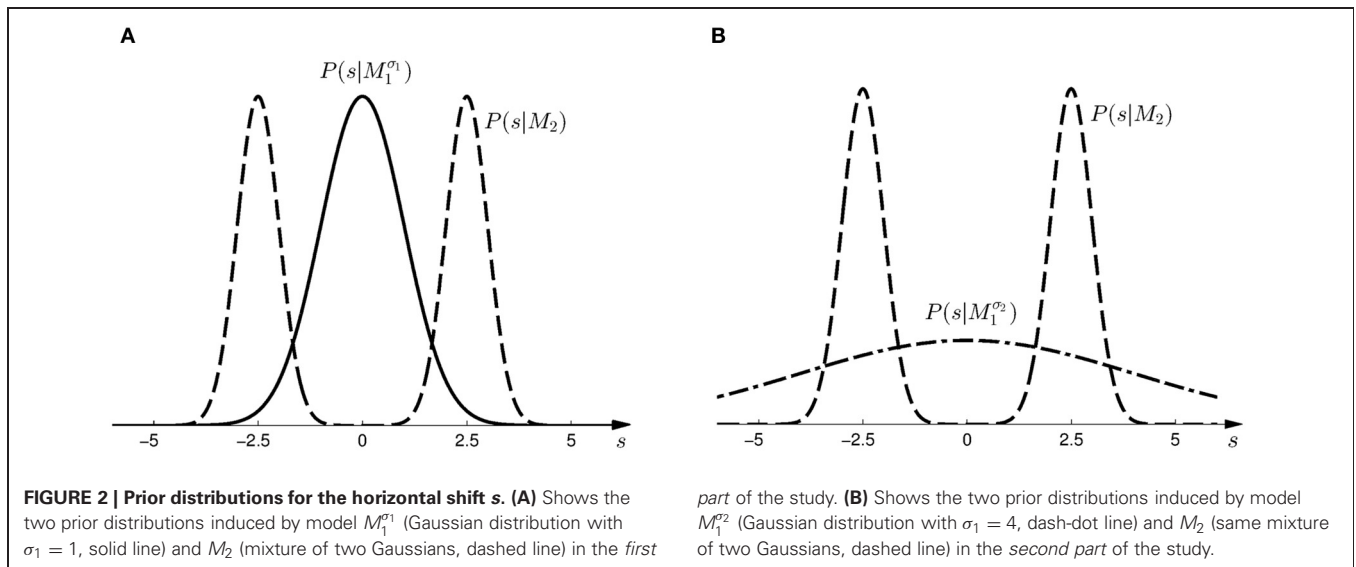 A
P(s|M₁^σ₁)
P(s|M₂)
−5
−2.5
0
2.5
5
s
B
P(s|M₂)
P(s|M₁^σ₂)
−5
−2.5
0
2.5
5
s
FIGURE 2 | Prior distributions for the horizontal shift s. (A) Shows the
two prior distributions induced by model M₁^σ₁ (Gaussian distribution with
σ₁ = 1, solid line) and M₂ (mixture of two Gaussians, dashed line) in the first
part of the study. (B) Shows the two prior distributions induced by model
M₁^σ₂ (Gaussian distribution with σ₁ = 4, dash-dot line) and M₂ (same mixture
of two Gaussians, dashed line) in the second part of the study.